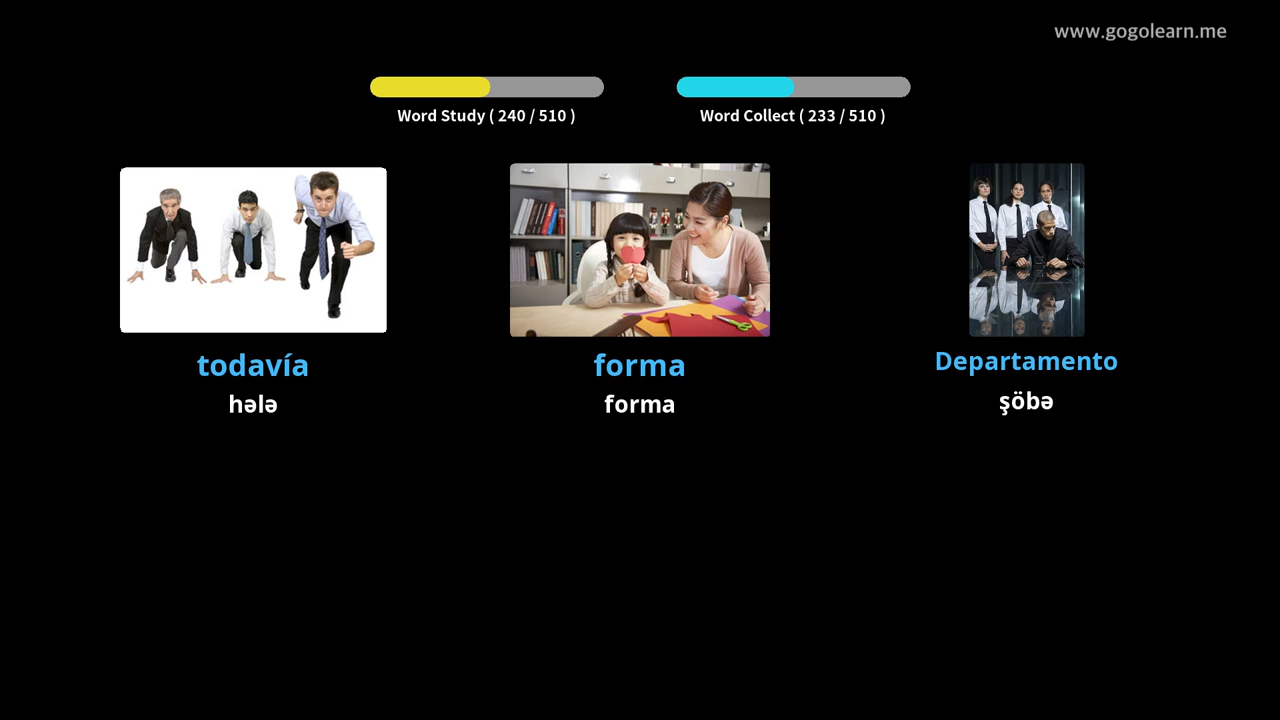 www.gogolearn.me
Word Study ( 240 / 510 )
Word Collect ( 233 / 510 )
todavía
hələ
forma
forma
Departamento
şöbə